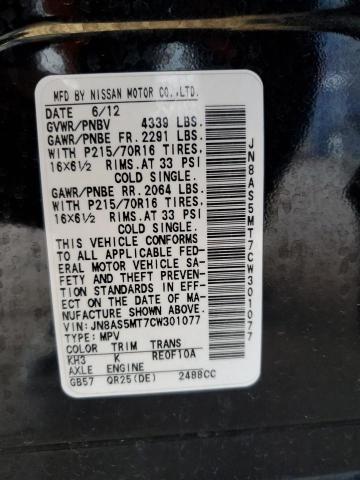 MFD BY NISSAN MOTOR CO.,LTD.
DATE 6/12
GVWR/PNBV 4339 LBS.
GAWR/PNBE FR. 2291 LBS.
WITH P215/70R16 TIRES,
16X6½ RIMS. AT 33 PSI
COLD SINGLE.
GAWR/PNBE RR. 2064 LBS.
WITH P215/70R16 TIRES,
16X6½ RIMS. AT 33 PSI
COLD SINGLE.
THIS VEHICLE CONFORMS
TO ALL APPLICABLE FED-
ERAL MOTOR VEHICLE SA-
FETY AND THEFT PREVEN-
TION STANDARDS IN EFF-
ECT ON THE DATE OF MA-
NUFACTURE SHOWN ABOVE.
VIN: JN8AS5MT7CW301077
TYPE: MPV
COLOR TRIM TRANS
KH3 K RE0F10A
AXLE ENGINE
GB57 QR25(DE) 2488CC
JN8AS5MT7CW301077